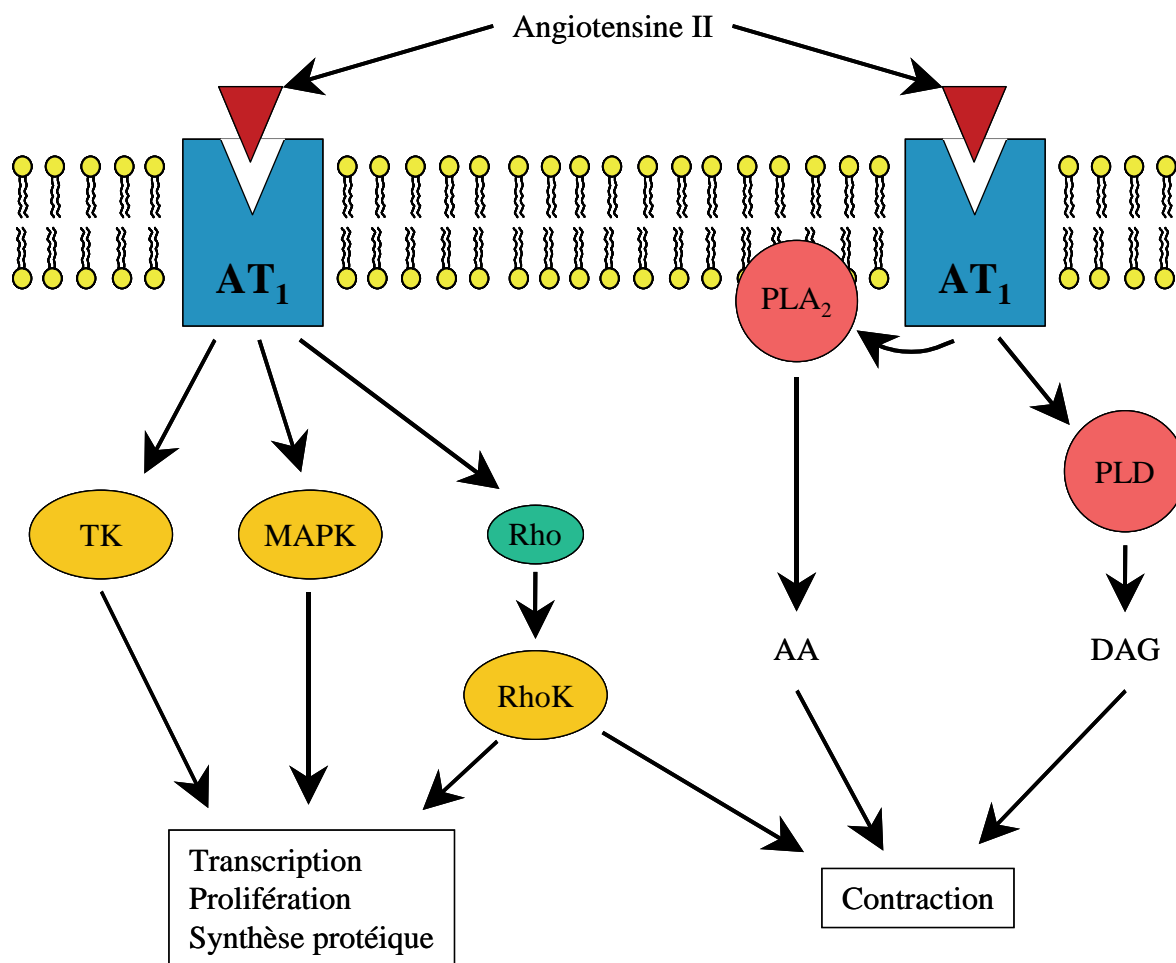 Angiotensine II
AT1
AT1
PLA2
PLD
TK
MAPK
Rho
AA
DAG
RhoK
Transcription
Prolifération
Synthèse protéique
Contraction